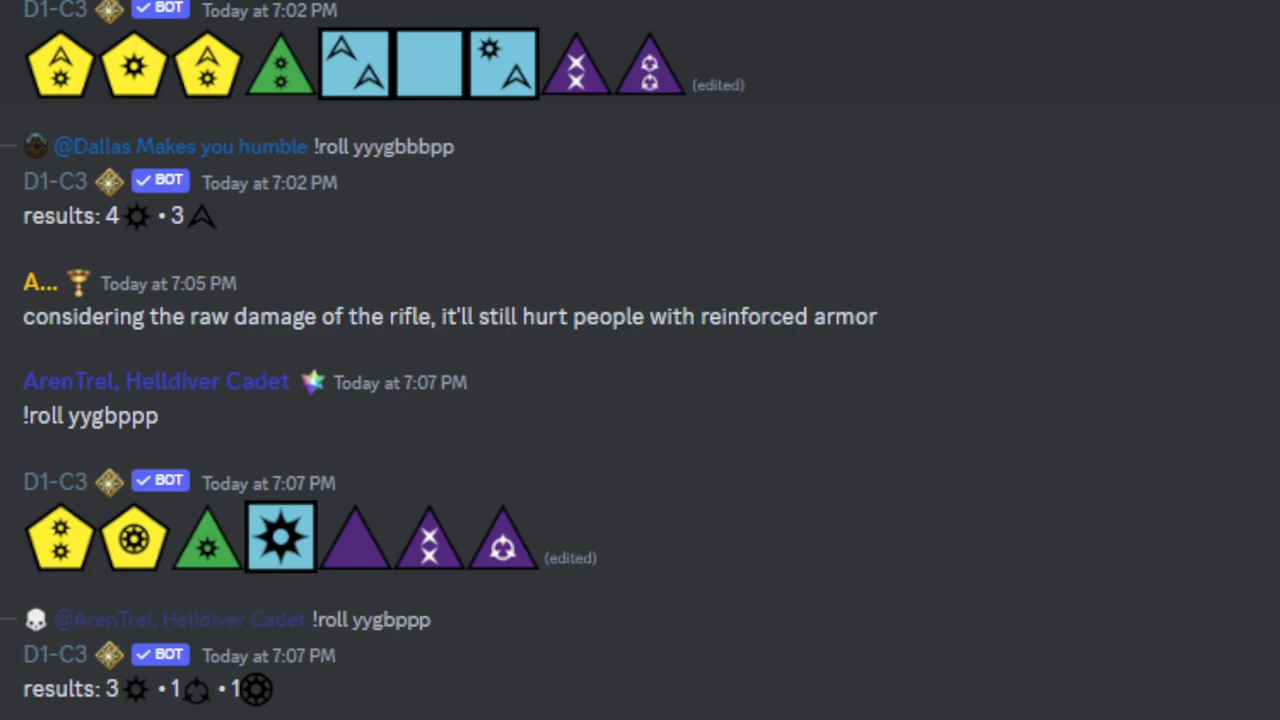 D1-C3 ✓ BOT Today at 7:02 PM
(edited)
@Dallas Makes you humble !roll yyygbbbpp
D1-C3 ✓ BOT Today at 7:02 PM
results: 4 • 3
A... Today at 7:05 PM
considering the raw damage of the rifle, it'll still hurt people with reinforced armor
ArenTrel, Helldiver Cadet Today at 7:07 PM
!roll yygbppp
D1-C3 ✓ BOT Today at 7:07 PM
(edited)
@ArenTrel, Helldiver Cadet !roll yygbppp
D1-C3 ✓ BOT Today at 7:07 PM
results: 3 • 1 • 1